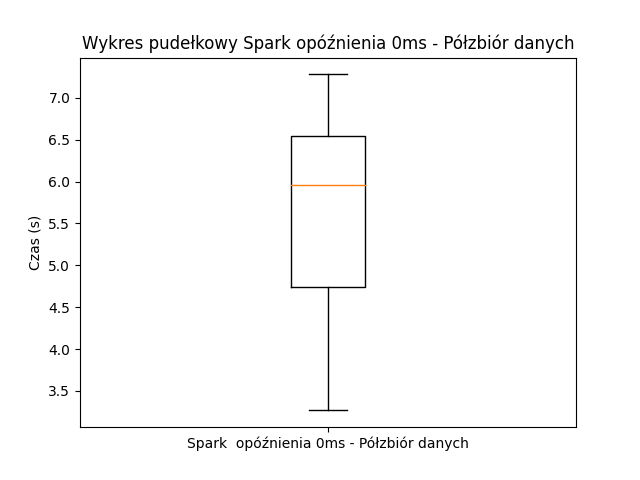 Wykres pudełkowy Spark opóźnienia 0ms - Półzbiór danych
7.0
6.5
6.0
5.5
5.0
4.5
4.0
3.5
Czas (s)
Spark  opóźnienia 0ms - Półzbiór danych